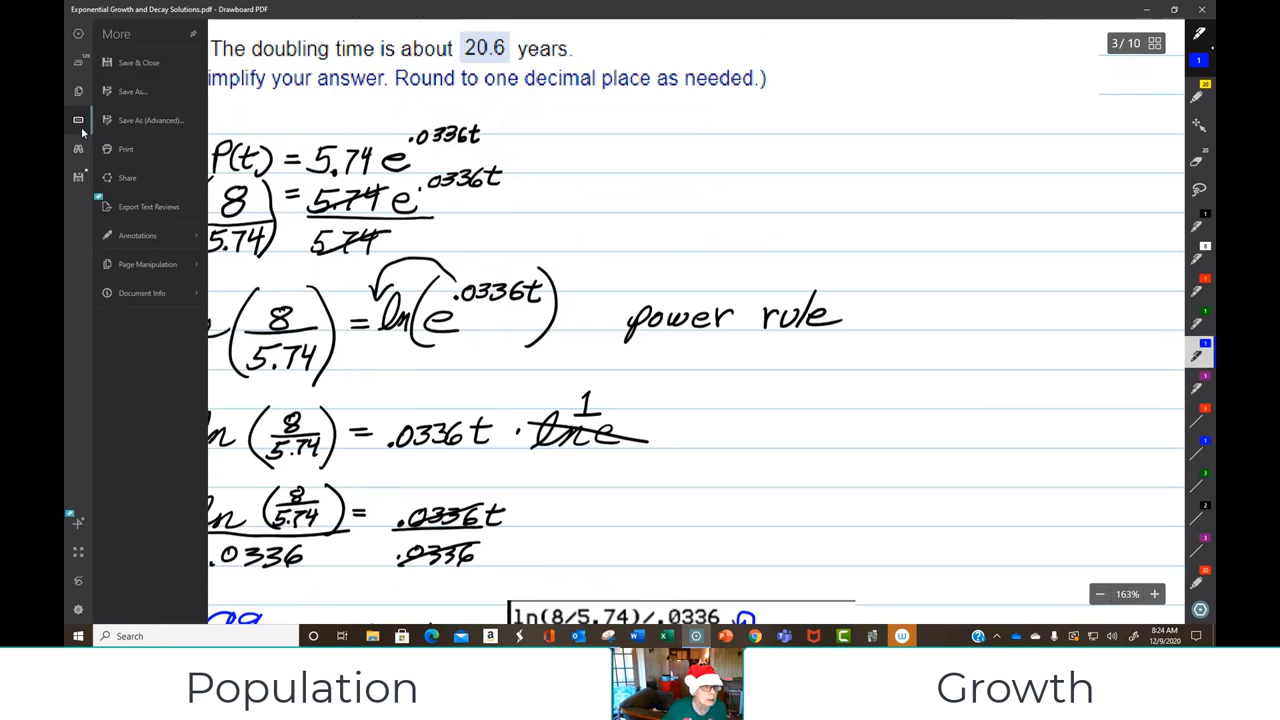 Exponential Growth and Decay Solutions.pdf - Drawboard PDF
More
Save & Close
Save As...
Save As (Advanced)...
Print
Share
Export Text Reviews
Annotations
Page Manipulation
Document Info
3/10
The doubling time is about 20.6 years.
implify your answer. Round to one decimal place as needed.)
P(t) = 5.74 e^.0336t
8/5.74 = 5.74 e^.0336t / 5.74
(8/5.74) = ln(e^.0336t) power rule
ln (8/5.74) = .0336t · ln e 1
ln (8/5.74) / .0336 = .0336t / .0336
ln(8/5.74)/.0336
163%
Search
8:24 AM
12/9/2020
Population
Growth